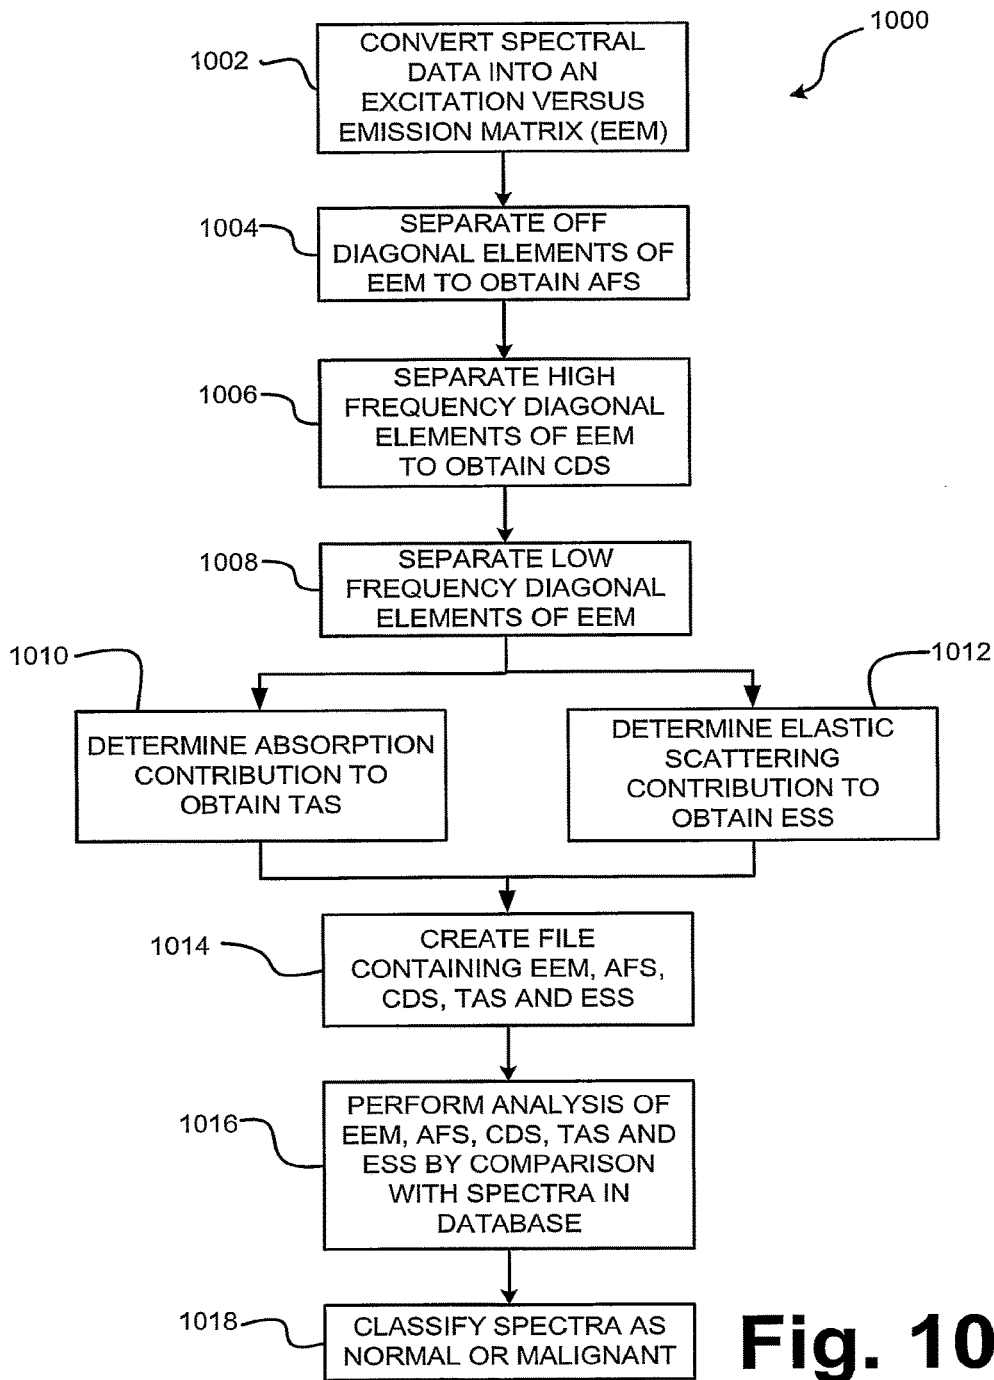 1000
1002
CONVERT SPECTRAL
DATA INTO AN
EXCITATION VERSUS
EMISSION MATRIX (EEM)
1004
SEPARATE OFF
DIAGONAL ELEMENTS OF
EEM TO OBTAIN AFS
1006
SEPARATE HIGH
FREQUENCY DIAGONAL
ELEMENTS OF EEM
TO OBTAIN CDS
1008
SEPARATE LOW
FREQUENCY DIAGONAL
ELEMENTS OF EEM
1010
DETERMINE ABSORPTION
CONTRIBUTION TO
OBTAIN TAS
1012
DETERMINE ELASTIC
SCATTERING
CONTRIBUTION TO
OBTAIN ESS
1014
CREATE FILE
CONTAINING EEM, AFS,
CDS, TAS AND ESS
1016
PERFORM ANALYSIS OF
EEM, AFS, CDS, TAS AND
ESS BY COMPARISON
WITH SPECTRA IN
DATABASE
1018
CLASSIFY SPECTRA AS
NORMAL OR MALIGNANT
Fig. 10